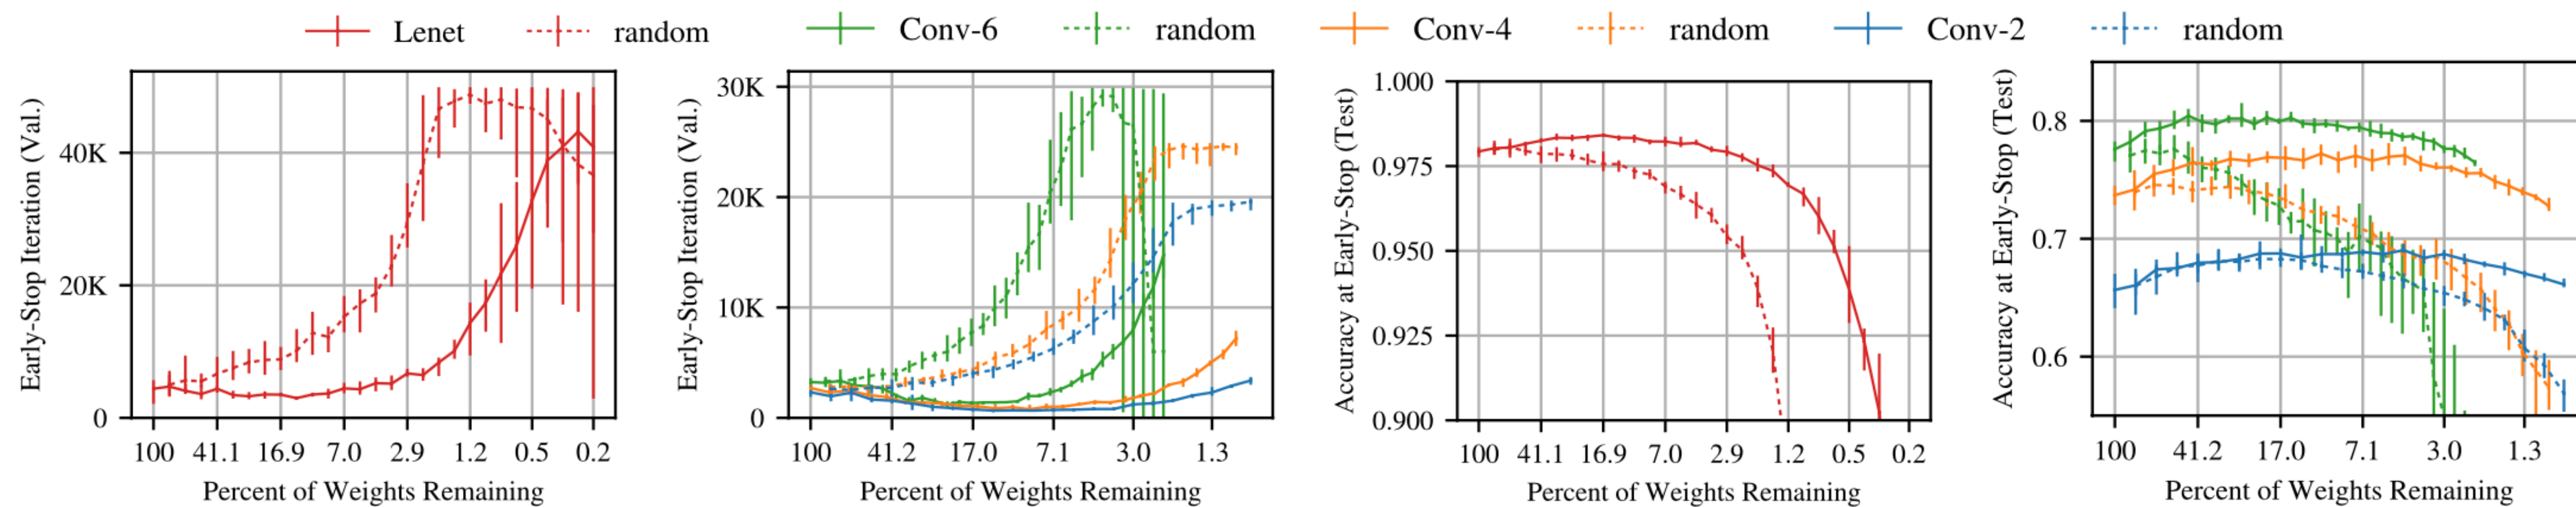 Lenet random Conv-6 random Conv-4 random Conv-2 random
Early-Stop Iteration (Val.)
40K
20K
0
100 41.1 16.9 7.0 2.9 1.2 0.5 0.2
Percent of Weights Remaining
Early-Stop Iteration (Val.)
30K
20K
10K
0
100 41.2 17.0 7.1 3.0 1.3
Percent of Weights Remaining
Accuracy at Early-Stop (Test)
1.000
0.975
0.950
0.925
0.900
100 41.1 16.9 7.0 2.9 1.2 0.5 0.2
Percent of Weights Remaining
Accuracy at Early-Stop (Test)
0.8
0.7
0.6
100 41.2 17.0 7.1 3.0 1.3
Percent of Weights Remaining